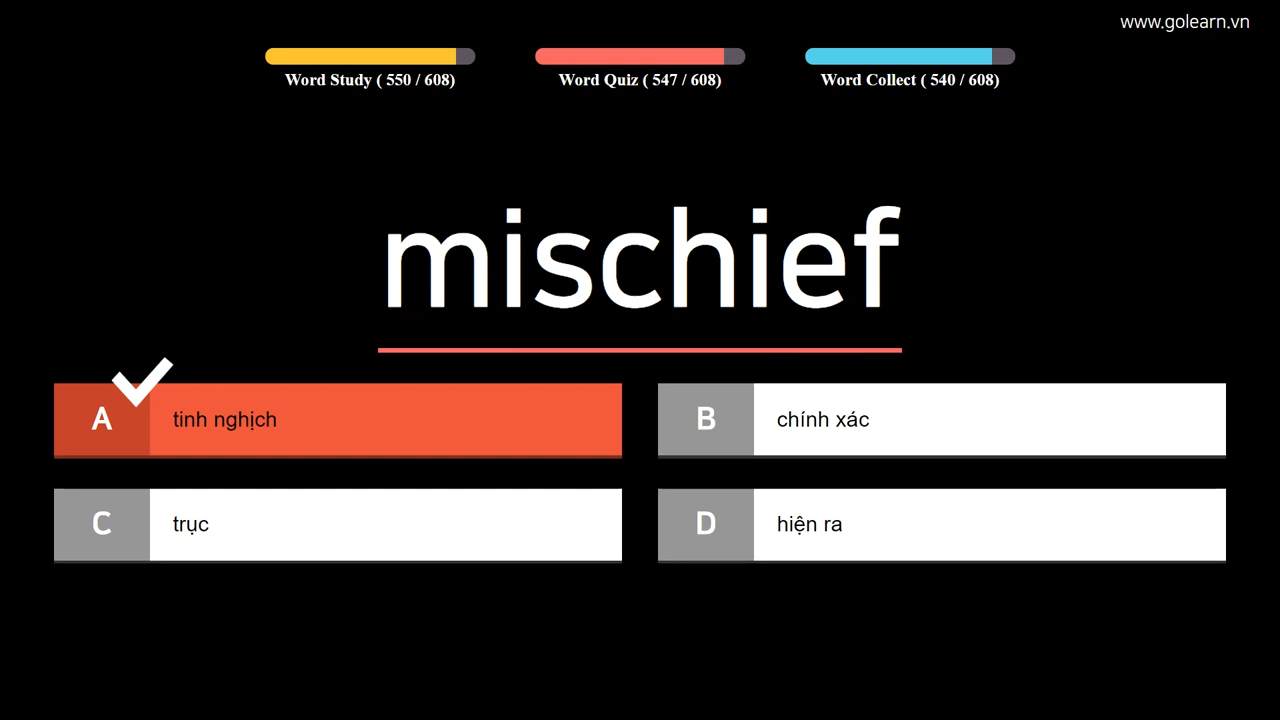 www.golearn.vn
Word Study ( 550 / 608)
Word Quiz ( 547 / 608)
Word Collect ( 540 / 608)
mischief
A tinh nghịch
B chính xác
C trục
D hiện ra